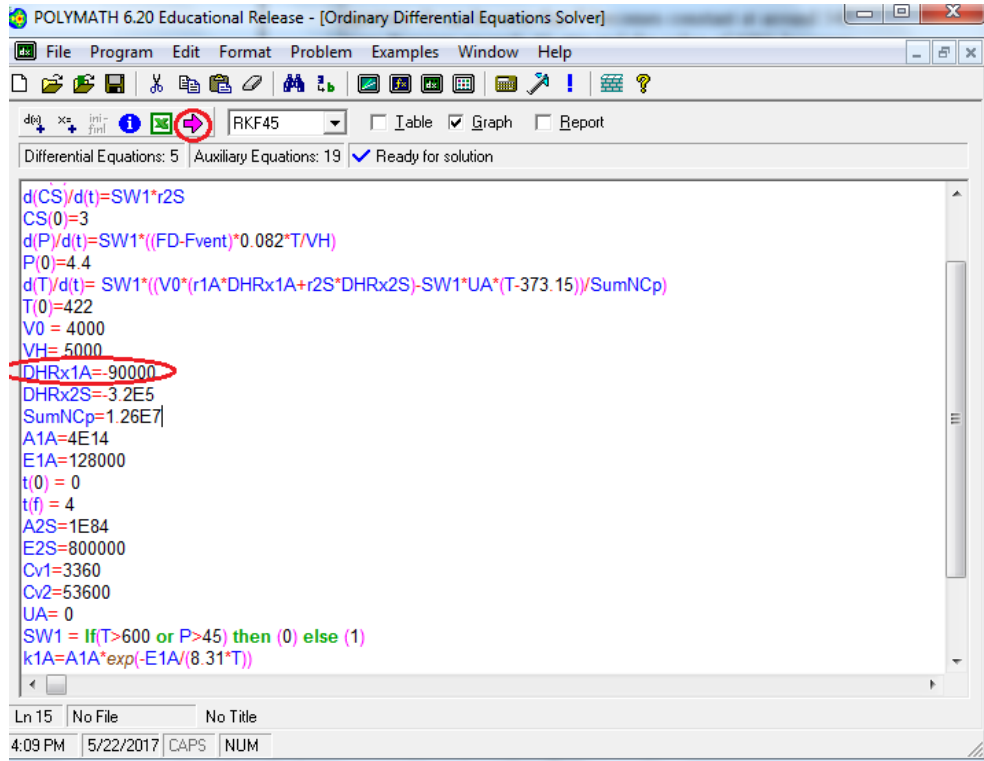 POLYMATH 6.20 Educational Release - [Ordinary Differential Equations Solver]
File Program Edit Format Problem Examples Window Help
d(x) x= ini- finl RKF45 Table Graph Report
Differential Equations: 5 Auxiliary Equations: 19 Ready for solution
d(CS)/d(t)=SW1*r2S
CS(0)=3
d(P)/d(t)=SW1*((FD-Fvent)*0.082*T/VH)
P(0)=4.4
d(T)/d(t)= SW1*((V0*(r1A*DHRx1A+r2S*DHRx2S)-SW1*UA*(T-373.15))/SumNCp)
T(0)=422
V0 = 4000
VH= 5000
DHRx1A=-90000
DHRx2S=-3.2E5
SumNCp=1.26E7
A1A=4E14
E1A=128000
t(0) = 0
t(f) = 4
A2S=1E84
E2S=800000
Cv1=3360
Cv2=53600
UA= 0
SW1 = If(T>600 or P>45) then (0) else (1)
k1A=A1A*exp(-E1A/(8.31*T))
Ln 15 No File No Title
4:09 PM 5/22/2017 CAPS NUM